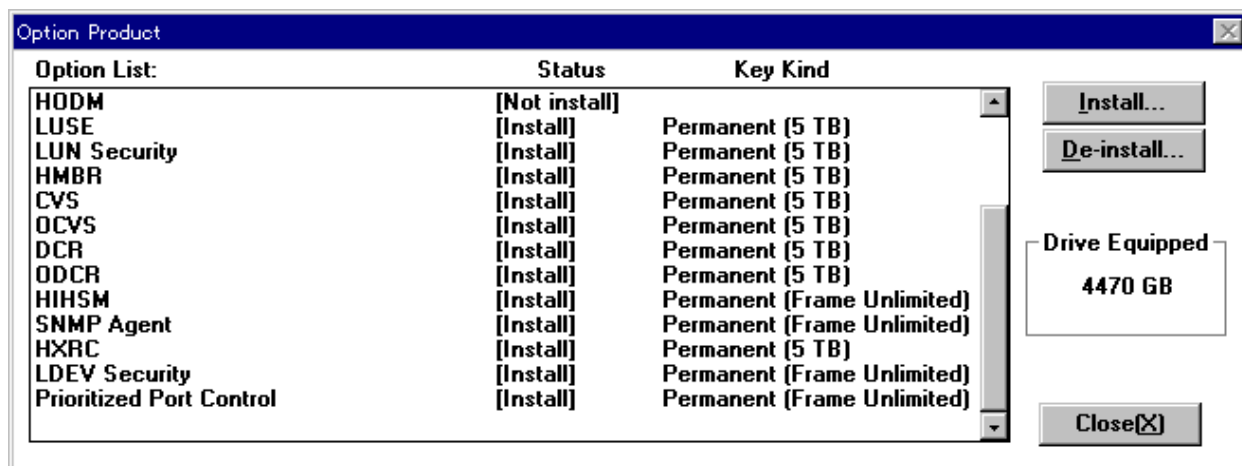 Option Product
Option List: Status Key Kind
HODM [Not install]
LUSE [Install] Permanent (5 TB)
LUN Security [Install] Permanent (5 TB)
HMBR [Install] Permanent (5 TB)
CVS [Install] Permanent (5 TB)
OCVS [Install] Permanent (5 TB)
DCR [Install] Permanent (5 TB)
ODCR [Install] Permanent (5 TB)
HIHSM [Install] Permanent (Frame Unlimited)
SNMP Agent [Install] Permanent (Frame Unlimited)
HXRC [Install] Permanent (5 TB)
LDEV Security [Install] Permanent (Frame Unlimited)
Prioritized Port Control [Install] Permanent (Frame Unlimited)
Install...
De-install...
Drive Equipped
4470 GB
Close(X)